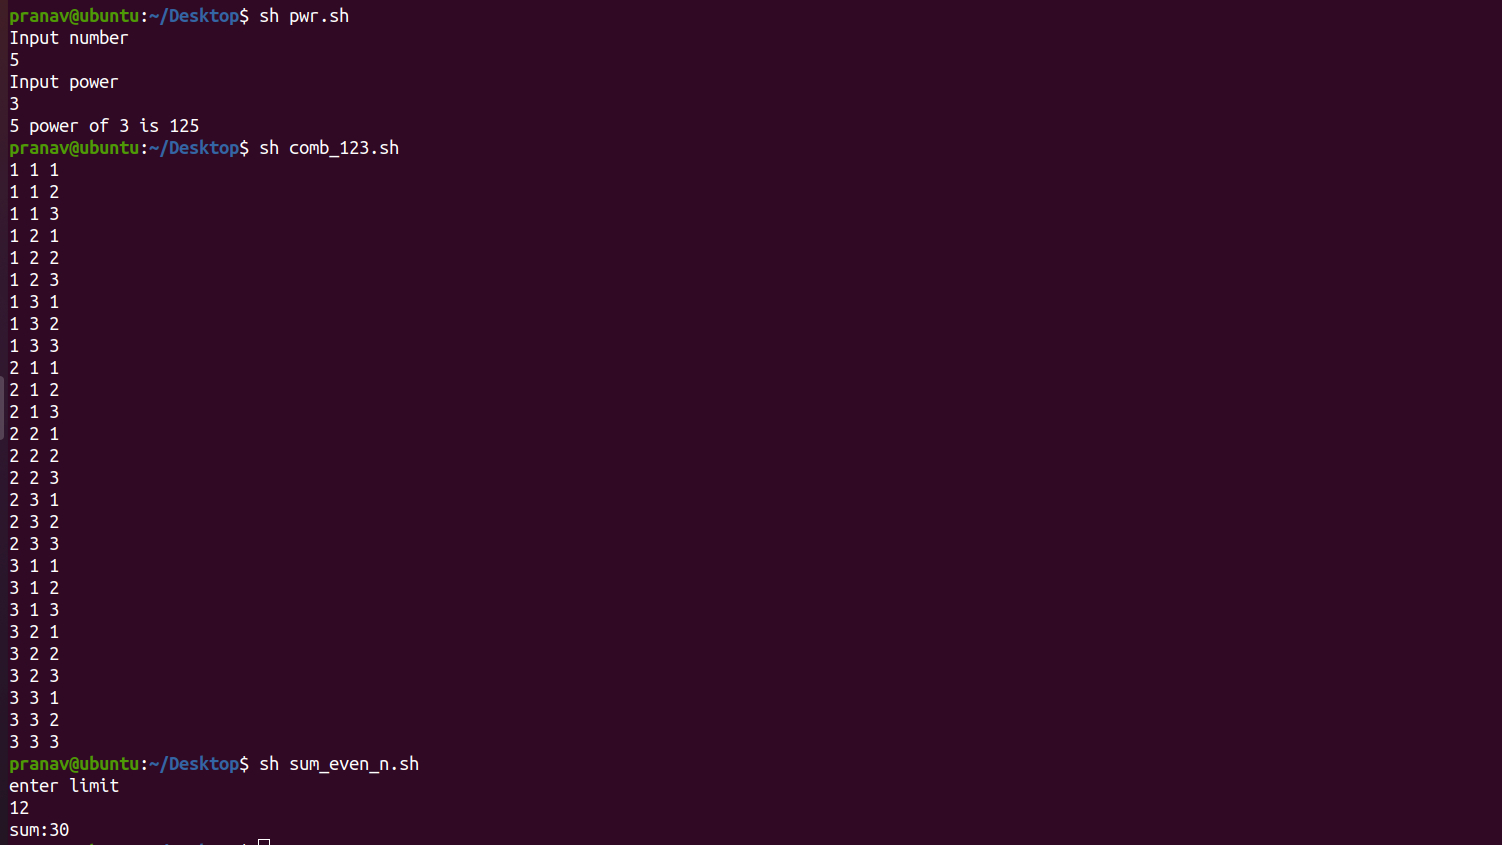 pranav@ubuntu:~/Desktop$ sh pwr.sh
Input number
5
Input power
3
5 power of 3 is 125
pranav@ubuntu:~/Desktop$ sh comb_123.sh
1 1 1
1 1 2
1 1 3
1 2 1
1 2 2
1 2 3
1 3 1
1 3 2
1 3 3
2 1 1
2 1 2
2 1 3
2 2 1
2 2 2
2 2 3
2 3 1
2 3 2
2 3 3
3 1 1
3 1 2
3 1 3
3 2 1
3 2 2
3 2 3
3 3 1
3 3 2
3 3 3
pranav@ubuntu:~/Desktop$ sh sum_even_n.sh
enter limit
12
sum:30